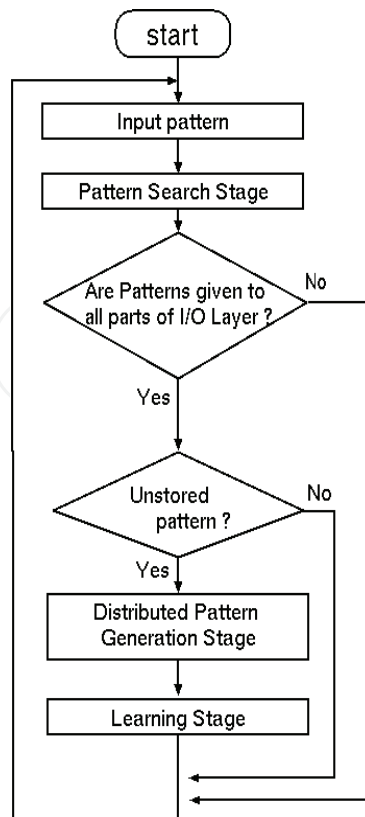 start
Input pattern
Pattern Search Stage
Are Patterns given to
all parts of I/O Layer ?
No
Yes
Unstored
pattern ?
No
Yes
Distributed Pattern
Generation Stage
Learning Stage